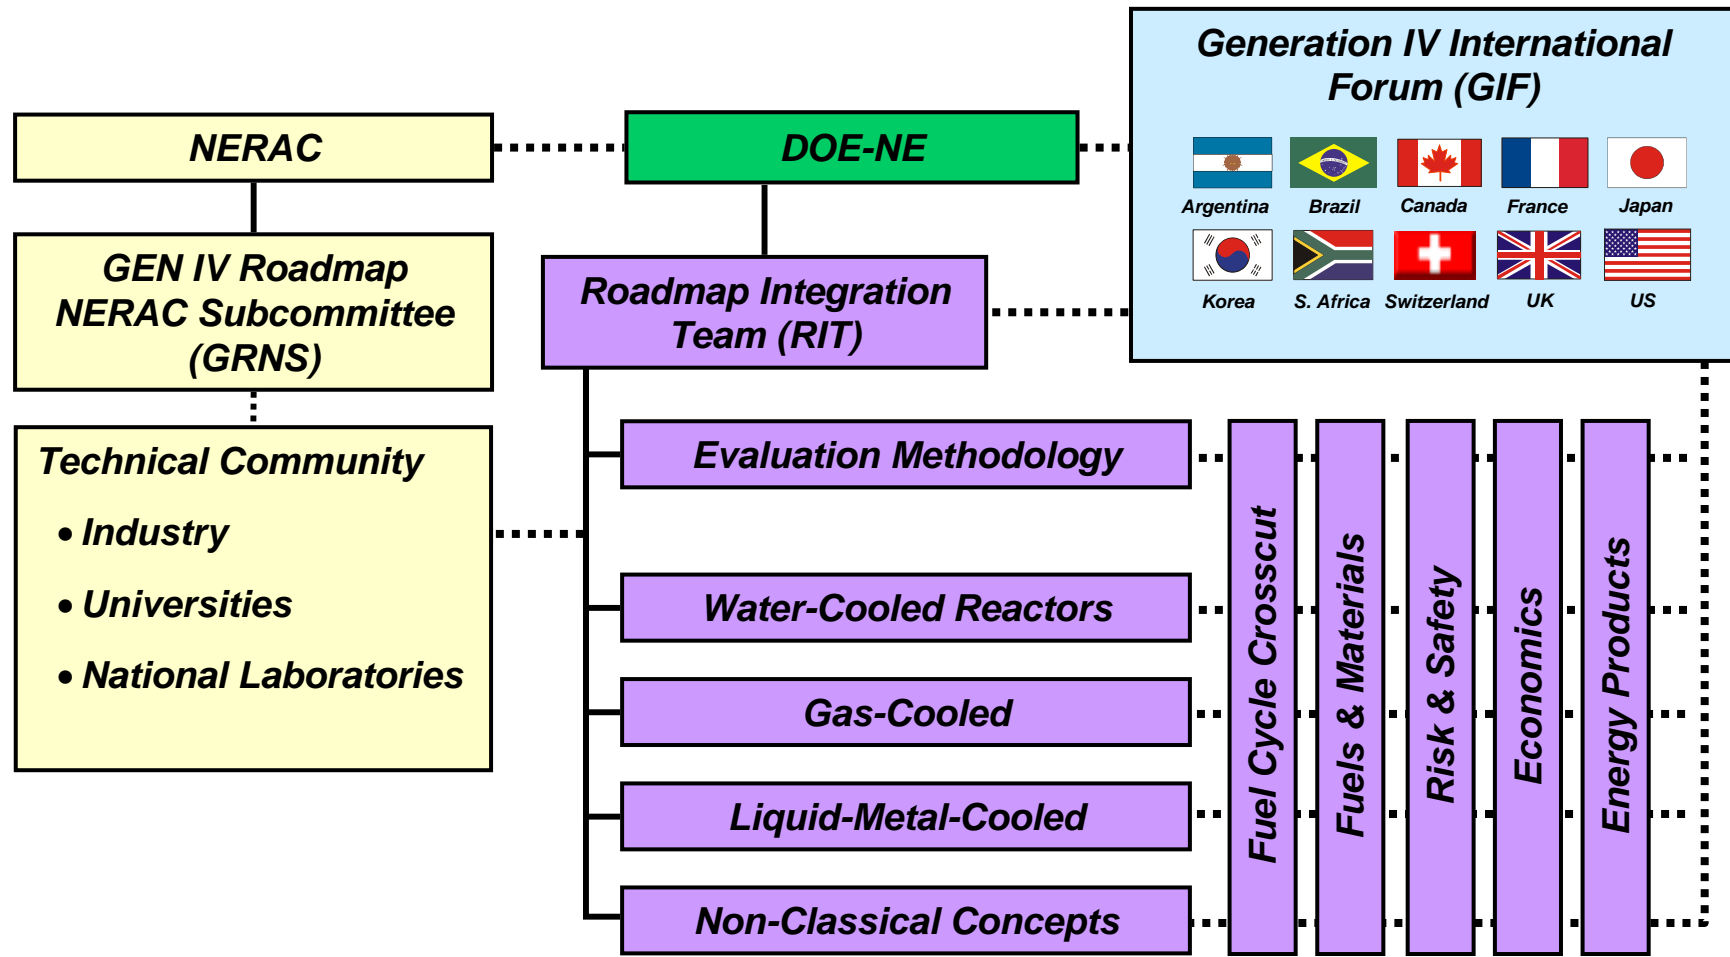 Generation IV International
Forum (GIF)
NERAC
DOE-NE
Argentina
Brazil
Canada
France
Japan
Korea
S. Africa
Switzerland
UK
US
GEN IV Roadmap
NERAC Subcommittee
(GRNS)
Roadmap Integration
Team (RIT)
Technical Community
• Industry
• Universities
• National Laboratories
Evaluation Methodology
Water-Cooled Reactors
Gas-Cooled
Liquid-Metal-Cooled
Non-Classical Concepts
Fuel Cycle Crosscut
Fuels & Materials
Risk & Safety
Economics
Energy Products